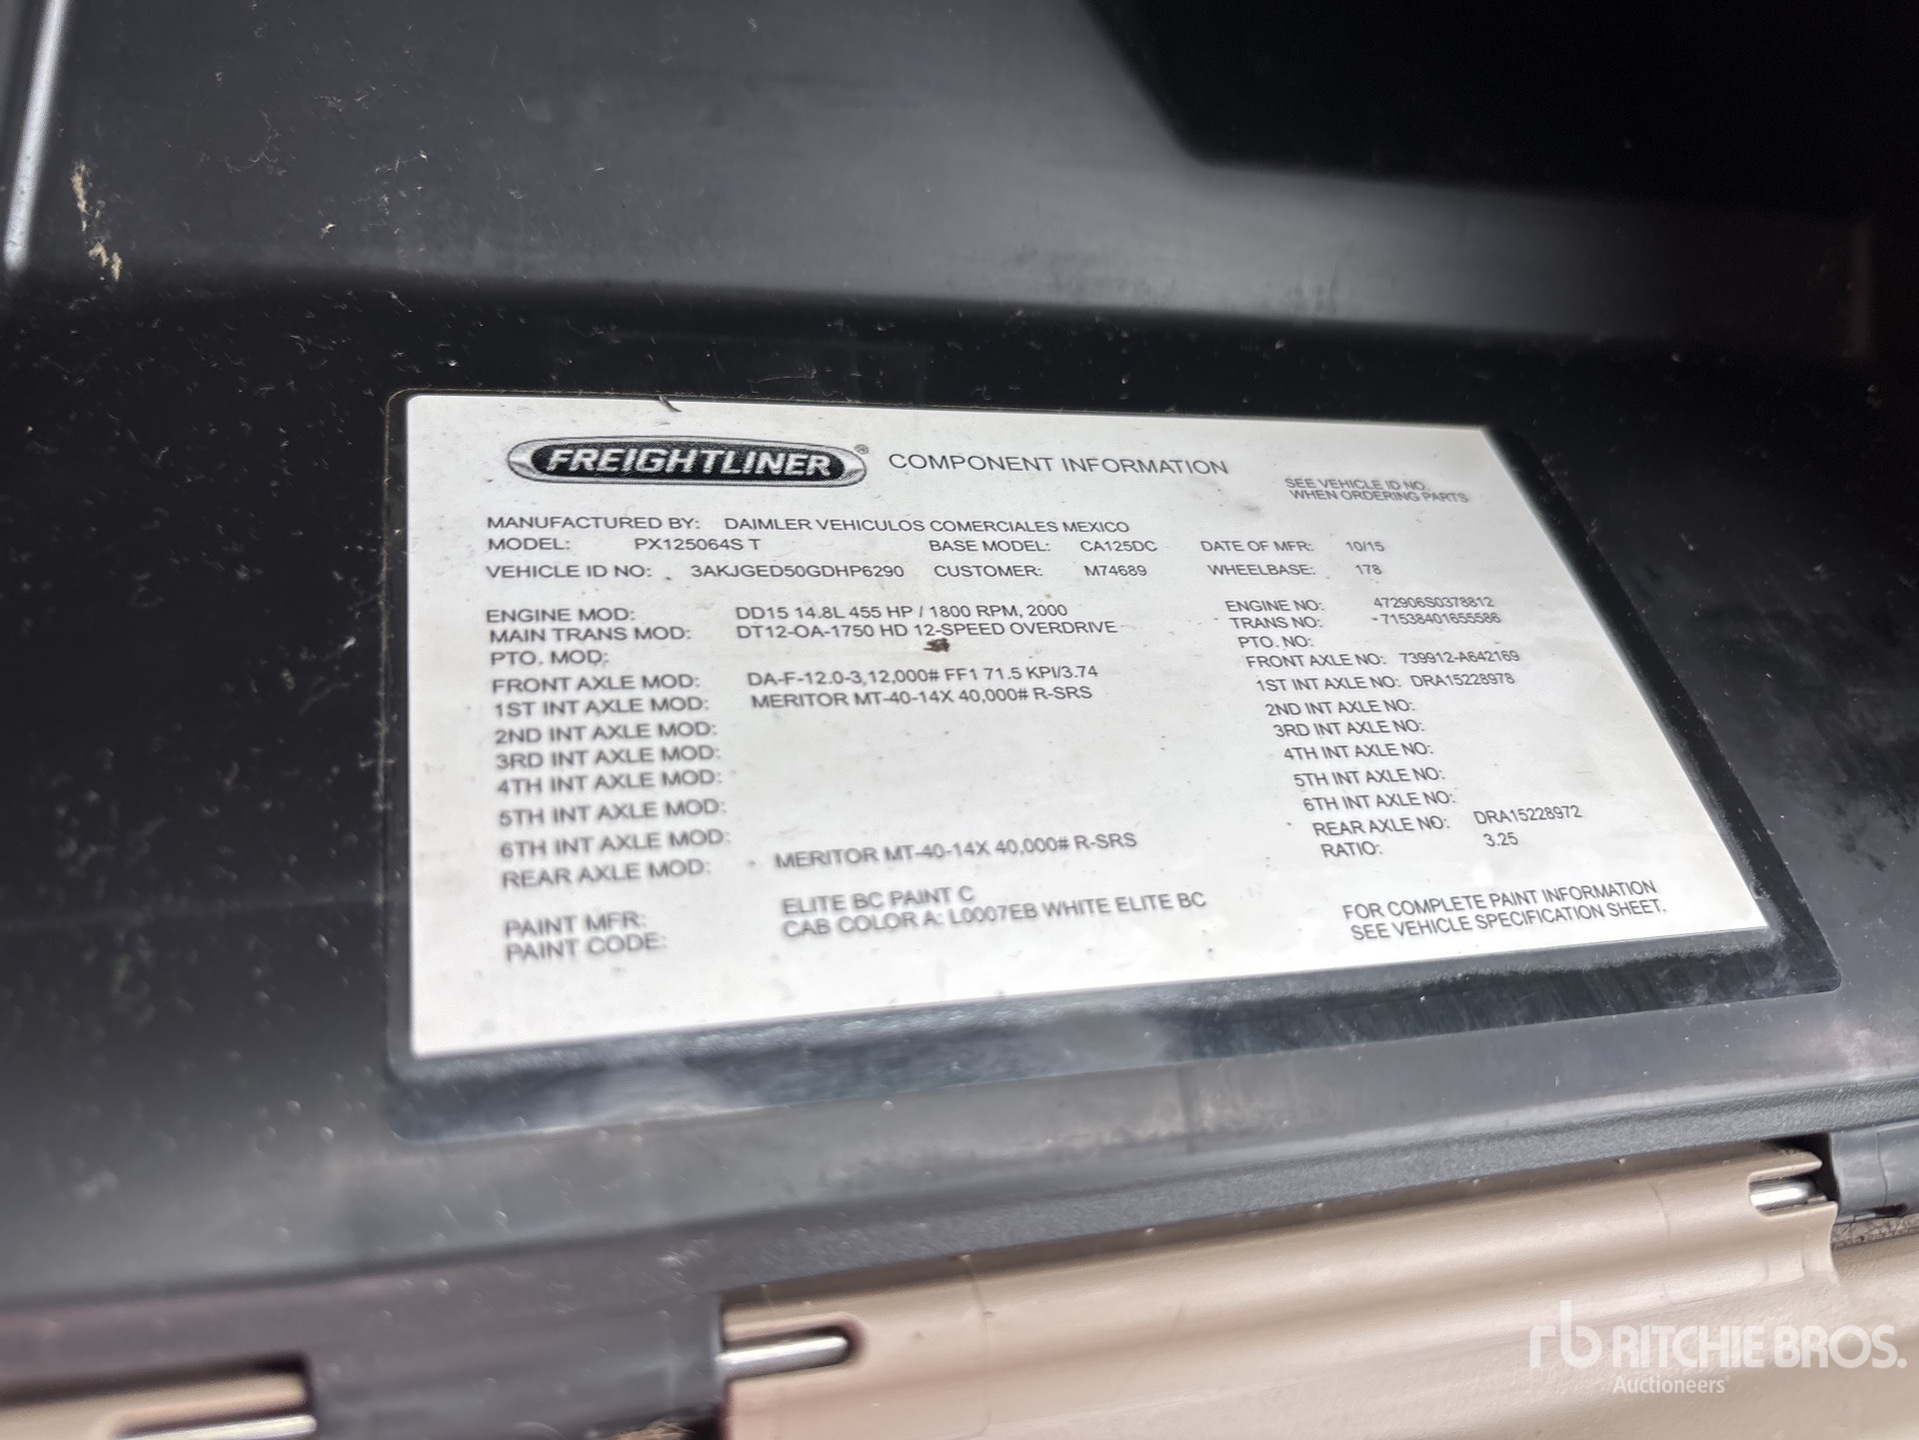 FREIGHTLINER® COMPONENT INFORMATION
SEE VEHICLE ID NO.
WHEN ORDERING PARTS
MANUFACTURED BY: DAIMLER VEHICULOS COMERCIALES MEXICO
MODEL: PX125064S T BASE MODEL: CA125DC DATE OF MFR: 10/15
VEHICLE ID NO: 3AKJGED50GDHP6290 CUSTOMER: M74689 WHEELBASE: 178
ENGINE MOD: DD15 14.8L 455 HP / 1800 RPM, 2000 ENGINE NO: 472906S0378812
MAIN TRANS MOD: DT12-OA-1750 HD 12-SPEED OVERDRIVE TRANS NO: 71538401655586
PTO. MOD: PTO. NO:
FRONT AXLE MOD: DA-F-12.0-3,12,000# FF1 71.5 KPI/3.74 FRONT AXLE NO: 739912-A642169
1ST INT AXLE MOD: MERITOR MT-40-14X 40,000# R-SRS 1ST INT AXLE NO: DRA15228978
2ND INT AXLE MOD: 2ND INT AXLE NO:
3RD INT AXLE MOD: 3RD INT AXLE NO:
4TH INT AXLE MOD: 4TH INT AXLE NO:
5TH INT AXLE MOD: 5TH INT AXLE NO:
6TH INT AXLE MOD: 6TH INT AXLE NO:
REAR AXLE MOD: MERITOR MT-40-14X 40,000# R-SRS REAR AXLE NO: DRA15228972
RATIO: 3.25
PAINT MFR: ELITE BC PAINT C
PAINT CODE: CAB COLOR A: L0007EB WHITE ELITE BC
FOR COMPLETE PAINT INFORMATION
SEE VEHICLE SPECIFICATION SHEET.
rb RITCHIE BROS.
Auctioneers